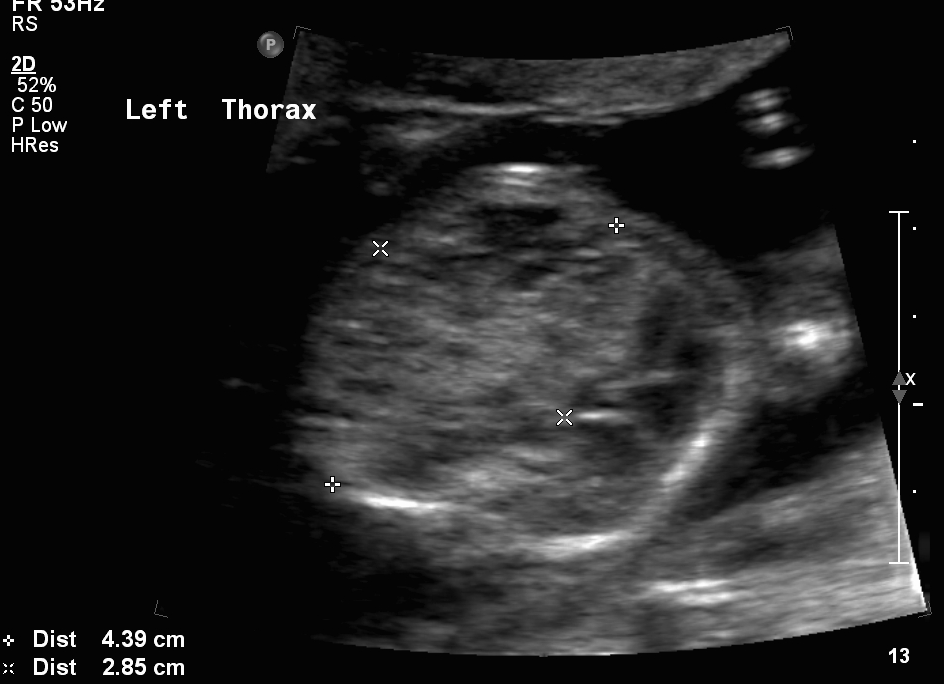 FR 53Hz
RS
P
2D
52%
C 50
P Low
HRes
Left Thorax
X
Dist 4.39 cm
Dist 2.85 cm
13